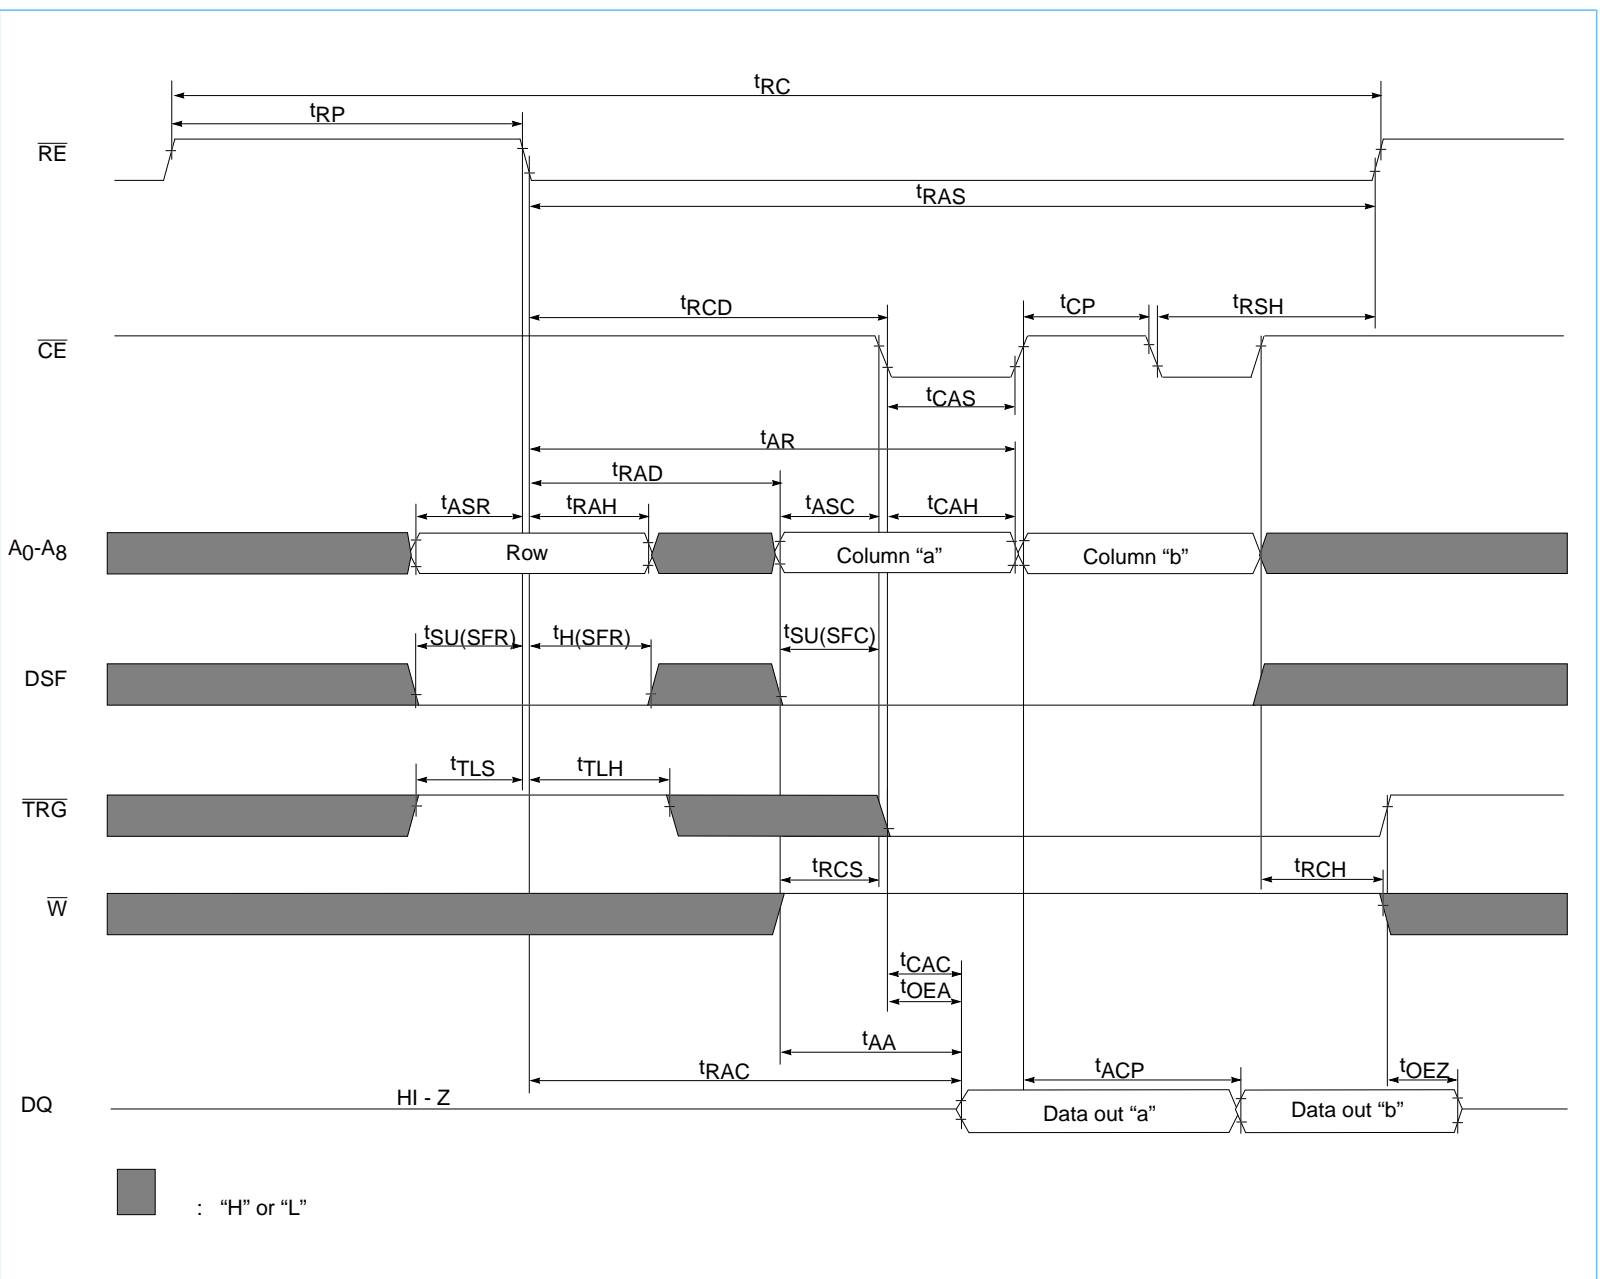 tRC
tRP
RE
tRAS
tRCD
tCP
tRSH
CE
tCAS
tAR
tRAD
tASR
tRAH
tASC
tCAH
A0-A8
Row
Column “a”
Column “b”
tSU(SFR)
tH(SFR)
tSU(SFC)
DSF
tTLS
tTLH
TRG
tRCS
tRCH
W
tCAC
tOEA
tAA
tRAC
tACP
tOEZ
DQ
HI - Z
Data out “a”
Data out “b”
: “H” or “L”